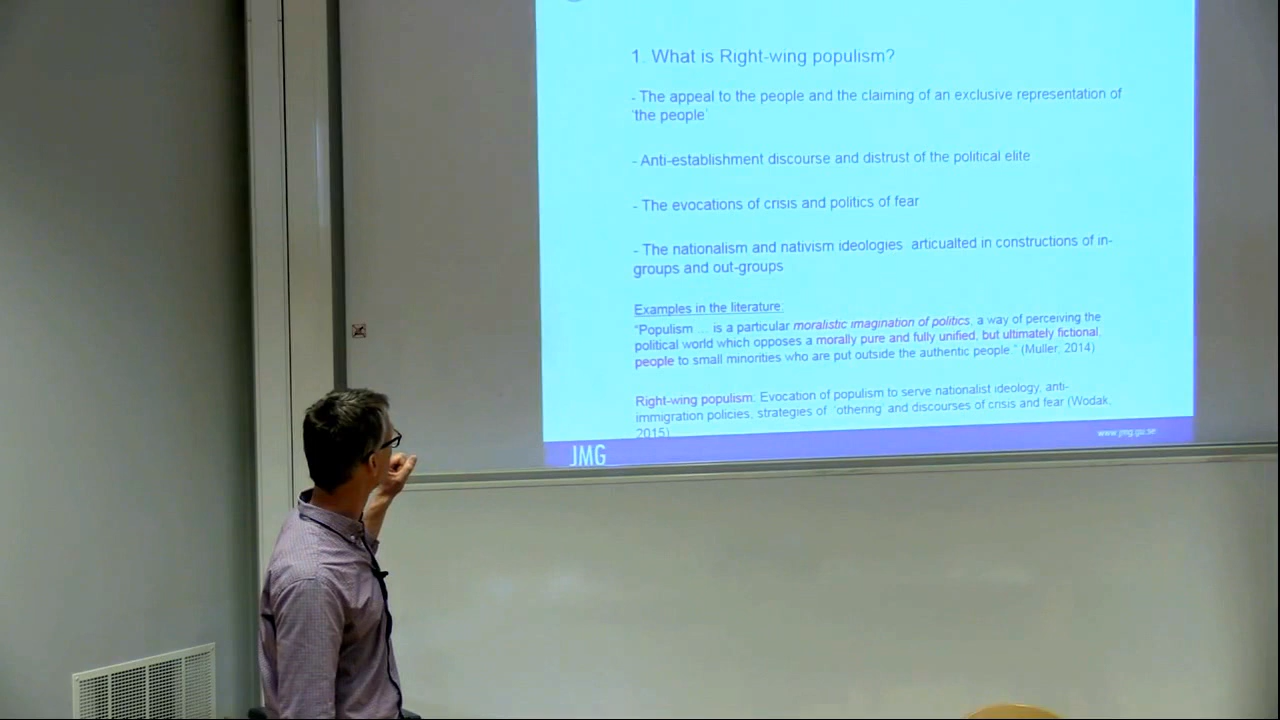 1. What is Right-wing populism?
- The appeal to the people and the claiming of an exclusive representation of
'the people'
- Anti-establishment discourse and distrust of the political elite
- The evocations of crisis and politics of fear
- The nationalism and nativism ideologies articualted in constructions of in-
groups and out-groups
Examples in the literature:
"Populism ... is a particular moralistic imagination of politics, a way of perceiving the
political world which opposes a morally pure and fully unified, but ultimately fictional,
people to small minorities who are put outside the authentic people." (Muller, 2014)
Right-wing populism: Evocation of populism to serve nationalist ideology, anti-
immigration policies, strategies of 'othering' and discourses of crisis and fear (Wodak,
2015)
JMG
www.jmg.gu.se